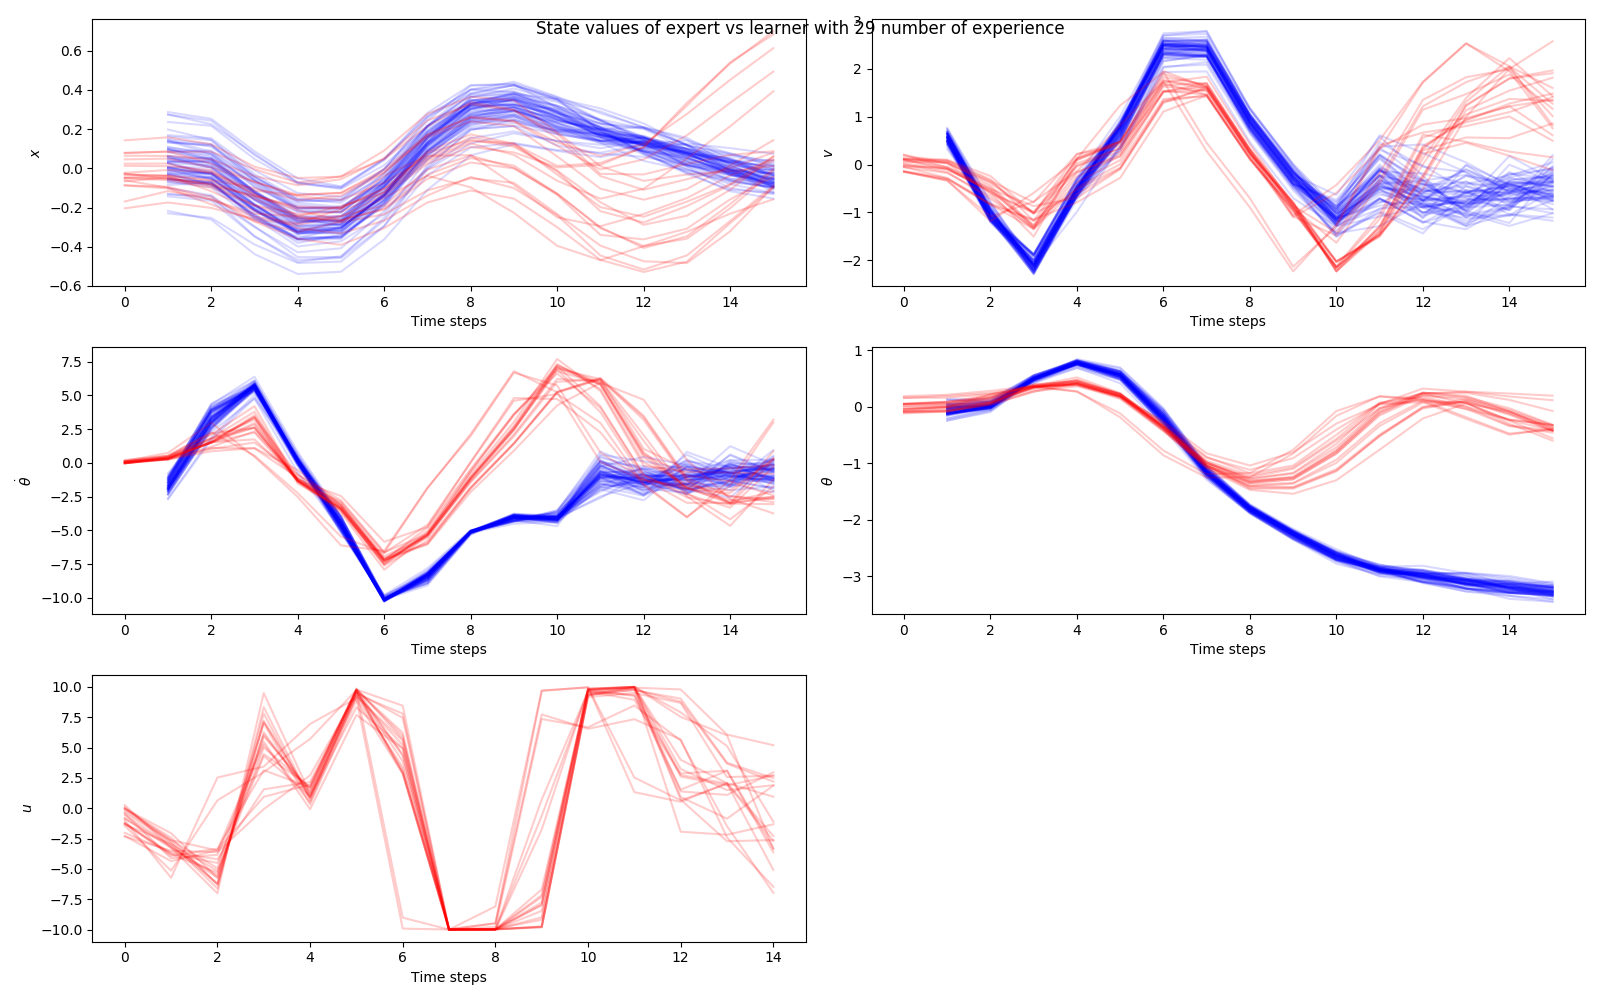 State values of expert vs learner with 29 number of experience
0.6
0.4
0.2
0.0
−0.2
−0.4
−0.6
x
0 2 4 6 8 10 12 14
Time steps
3
2
1
0
−1
−2
v
0 2 4 6 8 10 12 14
Time steps
7.5
5.0
2.5
0.0
−2.5
−5.0
−7.5
−10.0
θ̇
0 2 4 6 8 10 12 14
Time steps
1
0
−1
−2
−3
θ
0 2 4 6 8 10 12 14
Time steps
10.0
7.5
5.0
2.5
0.0
−2.5
−5.0
−7.5
−10.0
u
0 2 4 6 8 10 12 14
Time steps